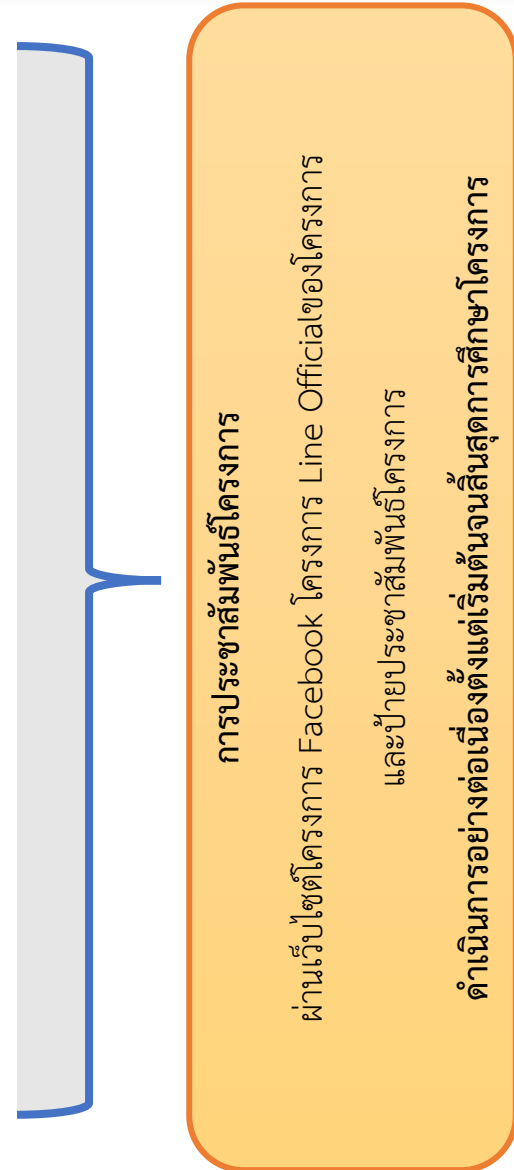 การประชาสัมพันธ์โครงการ
ผ่านเว็บไซต์โครงการ Facebook โครงการ Line Officialของโครงการ
และป้ายประชาสัมพันธ์โครงการ
ดำเนินการอย่างต่อเนื่องตั้งแต่เริ่มต้นจนสิ้นสุดการศึกษาโครงการ